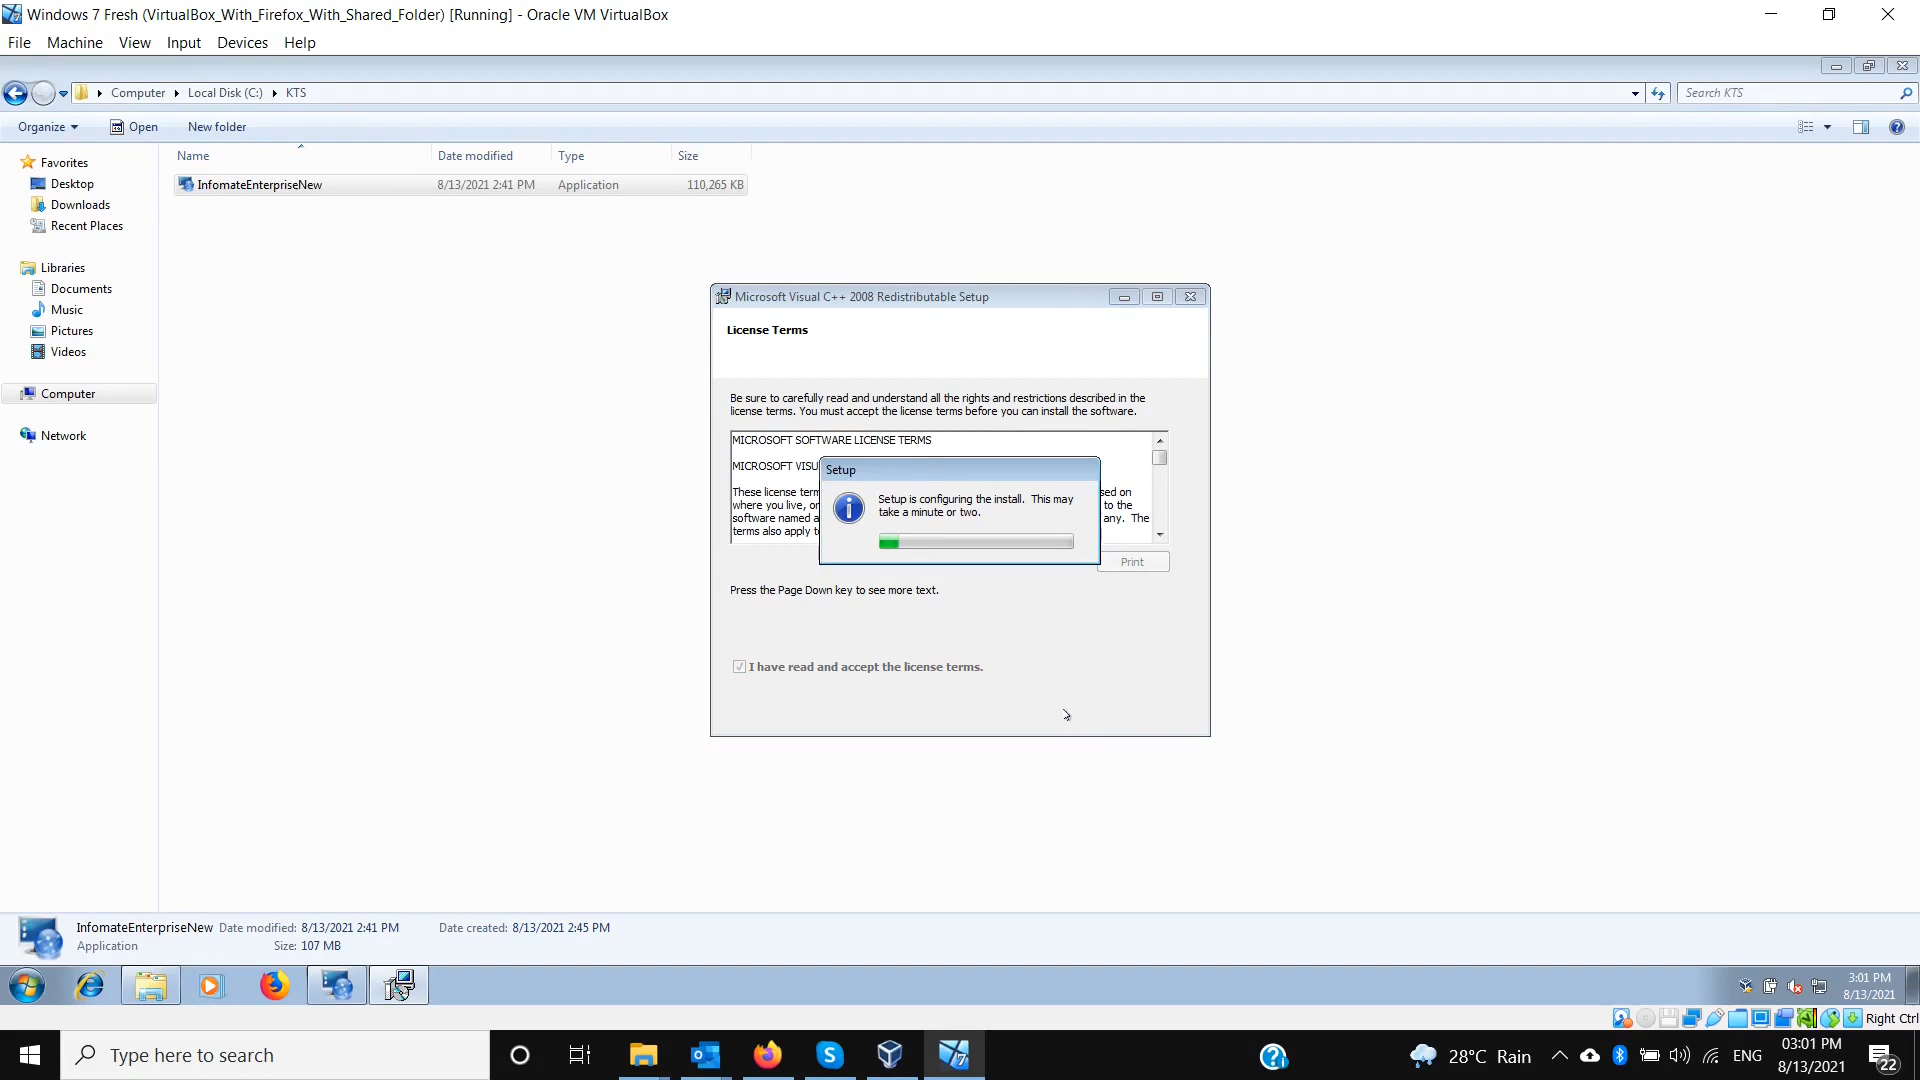 Windows 7 Fresh (VirtualBox_With_Firefox_With_Shared_Folder) [Running] - Oracle VM VirtualBox
File Machine View Input Devices Help
Computer Local Disk (C:) KTS
Search KTS
Organize Open New folder
Name Date modified Type Size
InfomateEnterpriseNew 8/13/2021 2:41 PM Application 110,265 KB
Favorites
Desktop
Downloads
Recent Places
Libraries
Documents
Music
Pictures
Videos
Computer
Network
Microsoft Visual C++ 2008 Redistributable Setup
License Terms
Be sure to carefully read and understand all the rights and restrictions described in the
license terms. You must accept the license terms before you can install the software.
MICROSOFT SOFTWARE LICENSE TERMS
MICROSOFT VISU
These license term sed on
where you live, or to the
software named a any. The
terms also apply t
Setup
Setup is configuring the install. This may
take a minute or two.
Print
Press the Page Down key to see more text.
I have read and accept the license terms.
InfomateEnterpriseNew Date modified: 8/13/2021 2:41 PM Date created: 8/13/2021 2:45 PM
Application Size: 107 MB
3:01 PM
8/13/2021
Right Ctrl
Type here to search
28°C Rain
ENG
03:01 PM
8/13/2021
22